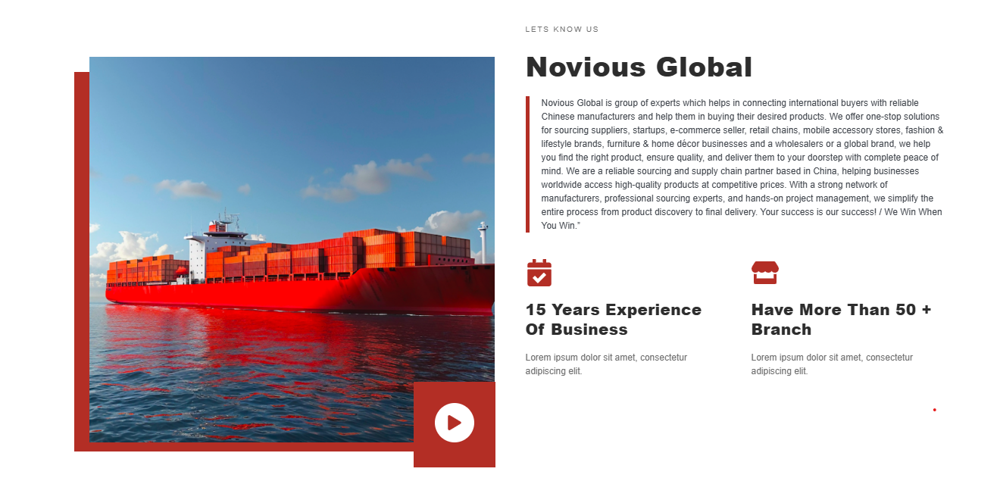 LETS KNOW US
Novious Global
Novious Global is group of experts which helps in connecting international buyers with reliable
Chinese manufacturers and help them in buying their desired products. We offer one-stop solutions
for sourcing suppliers, startups, e-commerce seller, retail chains, mobile accessory stores, fashion &
lifestyle brands, furniture & home décor businesses and a wholesalers or a global brand, we help
you find the right product, ensure quality, and deliver them to your doorstep with complete peace of
mind. We are a reliable sourcing and supply chain partner based in China, helping businesses
worldwide access high-quality products at competitive prices. With a strong network of
manufacturers, professional sourcing experts, and hands-on project management, we simplify the
entire process from product discovery to final delivery. Your success is our success! / We Win When
You Win.”
15 Years Experience
Of Business
Lorem ipsum dolor sit amet, consectetur
adipiscing elit.
Have More Than 50 +
Branch
Lorem ipsum dolor sit amet, consectetur
adipiscing elit.